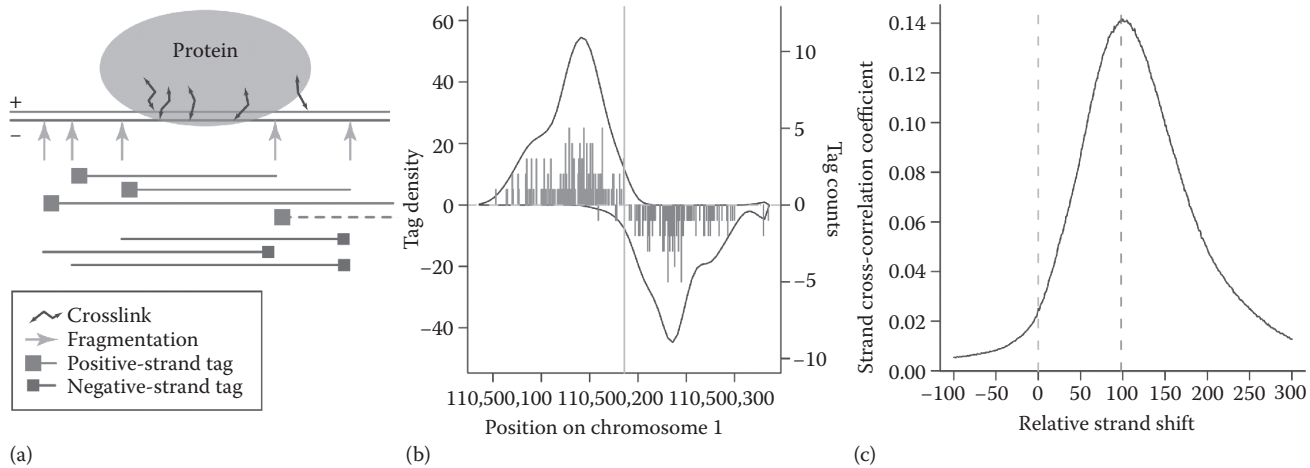 Protein
+
−
Crosslink
Fragmentation
Positive-strand tag
Negative-strand tag
(a)
60
40
20
0
−20
−40
Tag density
10
5
0
−5
−10
Tag counts
110,500,100 110,500,200 110,500,300
Position on chromosome 1
(b)
0.14
0.12
0.10
0.08
0.06
0.04
0.02
0.00
Strand cross-correlation coefficient
−100 −50 0 50 100 150 200 250 300
Relative strand shift
(c)